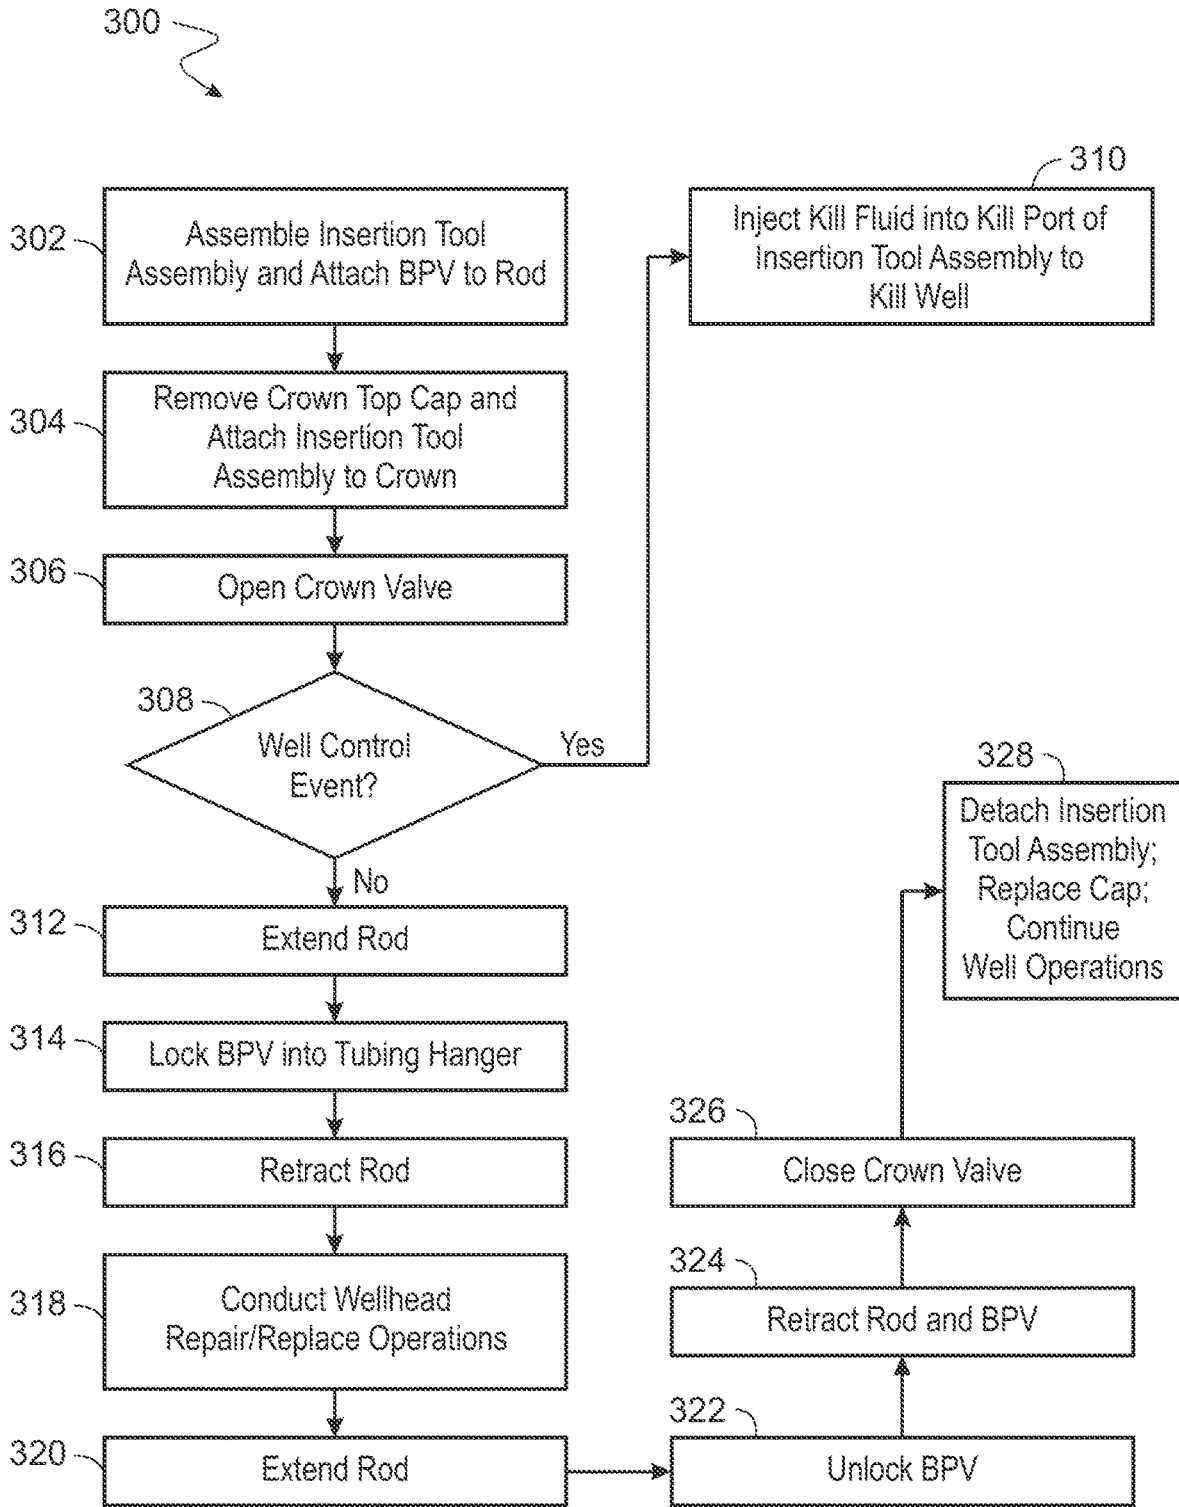 300
302
Assemble Insertion Tool
Assembly and Attach BPV to Rod
304
Remove Crown Top Cap and
Attach Insertion Tool
Assembly to Crown
306
Open Crown Valve
308
Well Control
Event?
Yes
No
310
Inject Kill Fluid into Kill Port of
Insertion Tool Assembly to
Kill Well
312
Extend Rod
314
Lock BPV into Tubing Hanger
316
Retract Rod
318
Conduct Wellhead
Repair/Replace Operations
320
Extend Rod
322
Unlock BPV
324
Retract Rod and BPV
326
Close Crown Valve
328
Detach Insertion
Tool Assembly;
Replace Cap;
Continue
Well Operations